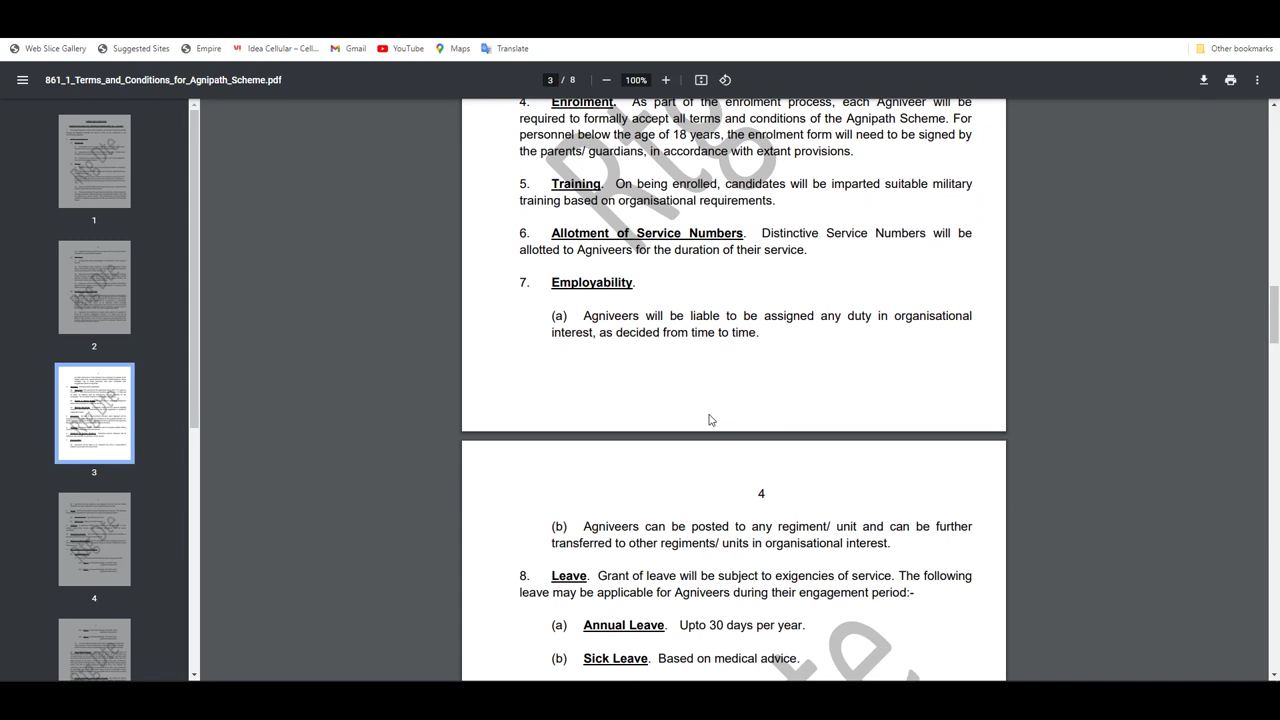 Web Slice Gallery Suggested Sites Empire Idea Cellular – Cell... Gmail YouTube Maps Translate Other bookmarks
861_1_Terms_and_Conditions_for_Agnipath_Scheme.pdf 3 / 8 100%
1
2
3
4
4. Enrolment. As part of the enrolment process, each Agniveer will be
required to formally accept all terms and conditions of the Agnipath Scheme. For
personnel below the age of 18 years, the enrolment form will need to be signed by
the parents/ guardians, in accordance with extant provisions.
5. Training. On being enrolled, candidates will be imparted suitable military
training based on organisational requirements.
6. Allotment of Service Numbers. Distinctive Service Numbers will be
allotted to Agniveers for the duration of their service.
7. Employability.
(a) Agniveers will be liable to be assigned any duty in organisational
interest, as decided from time to time.
4
(b) Agniveers can be posted to any regiment/ unit and can be further
transferred to other regiments/ units in organisational interest.
8. Leave. Grant of leave will be subject to exigencies of service. The following
leave may be applicable for Agniveers during their engagement period:-
(a) Annual Leave. Upto 30 days per year.
(b) Sick Leave. Based on medical advice.